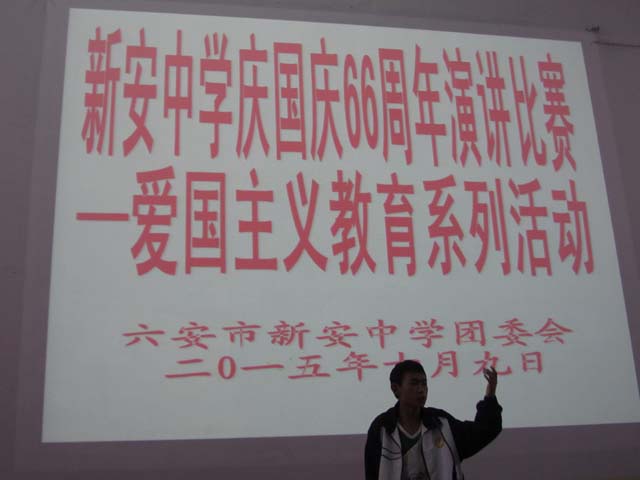 新安中学庆国庆66周年演讲比赛
—爱国主义教育系列活动
六安市新安中学团委会
二0一五年十月九日